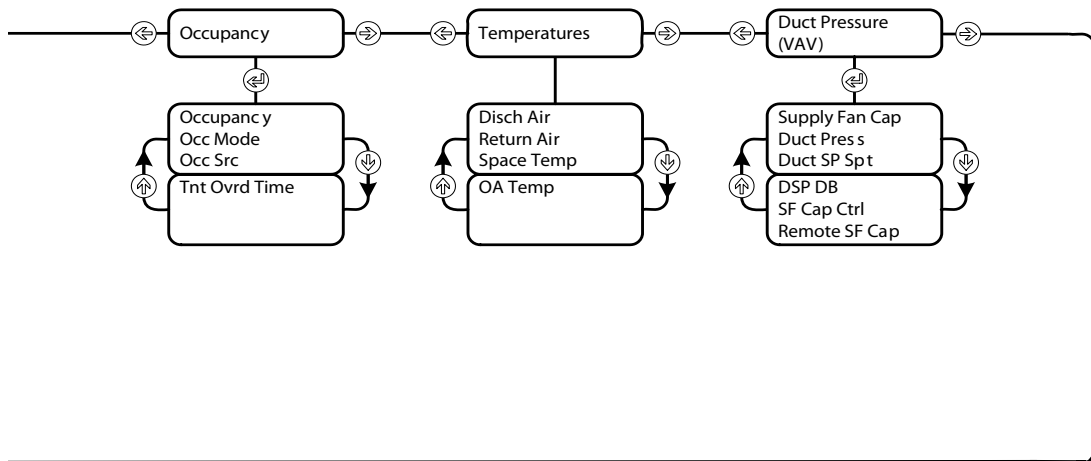 Occupancy
Occupancy
Occ Mode
Occ Src
Tnt Ovrd Time
Temperatures
Disch Air
Return Air
Space Temp
OA Temp
Duct Pressure
(VAV)
Supply Fan Cap
Duct Press
Duct SP Spt
DSP DB
SF Cap Ctrl
Remote SF Cap